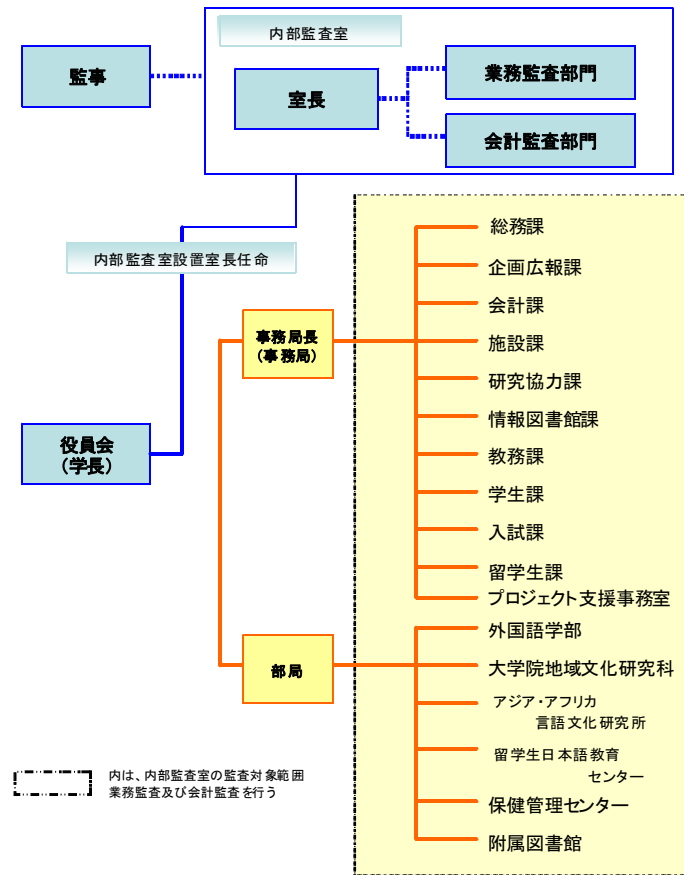 内部監査室
監事
室長
業務監査部門
会計監査部門
内部監査室設置室長任命
役員会
（学長）
事務局長
（事務局）
総務課
企画広報課
会計課
施設課
研究協力課
情報図書館課
教務課
学生課
入試課
留学生課
プロジェクト支援事務室
部局
外国語学部
大学院地域文化研究科
アジア・アフリカ
言語文化研究所
留学生日本語教育
センター
保健管理センター
附属図書館
内は、内部監査室の監査対象範囲
業務監査及び会計監査を行う